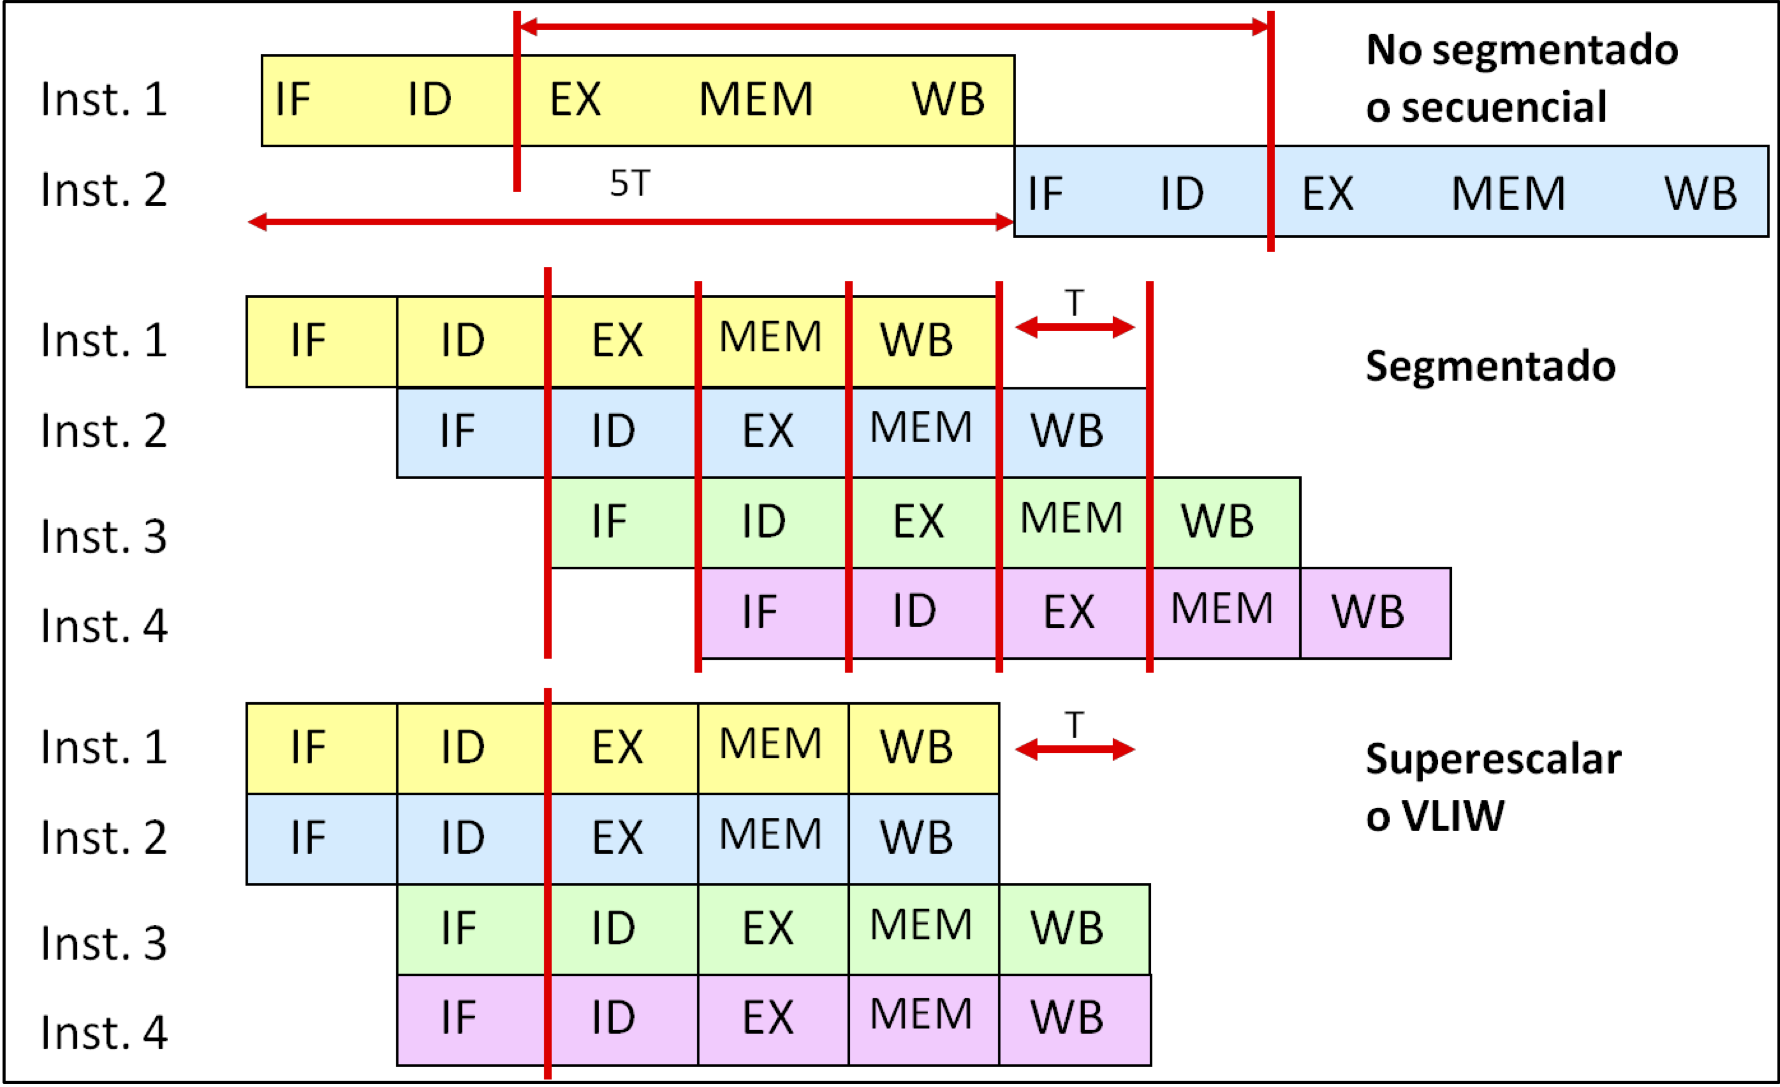 No segmentado
o secuencial
Inst. 1 IF ID EX MEM WB
5T
Inst. 2 IF ID EX MEM WB
Segmentado
T
Inst. 1 IF ID EX MEM WB
Inst. 2 IF ID EX MEM WB
Inst. 3 IF ID EX MEM WB
Inst. 4 IF ID EX MEM WB
Superescalar
o VLIW
T
Inst. 1 IF ID EX MEM WB
Inst. 2 IF ID EX MEM WB
Inst. 3 IF ID EX MEM WB
Inst. 4 IF ID EX MEM WB